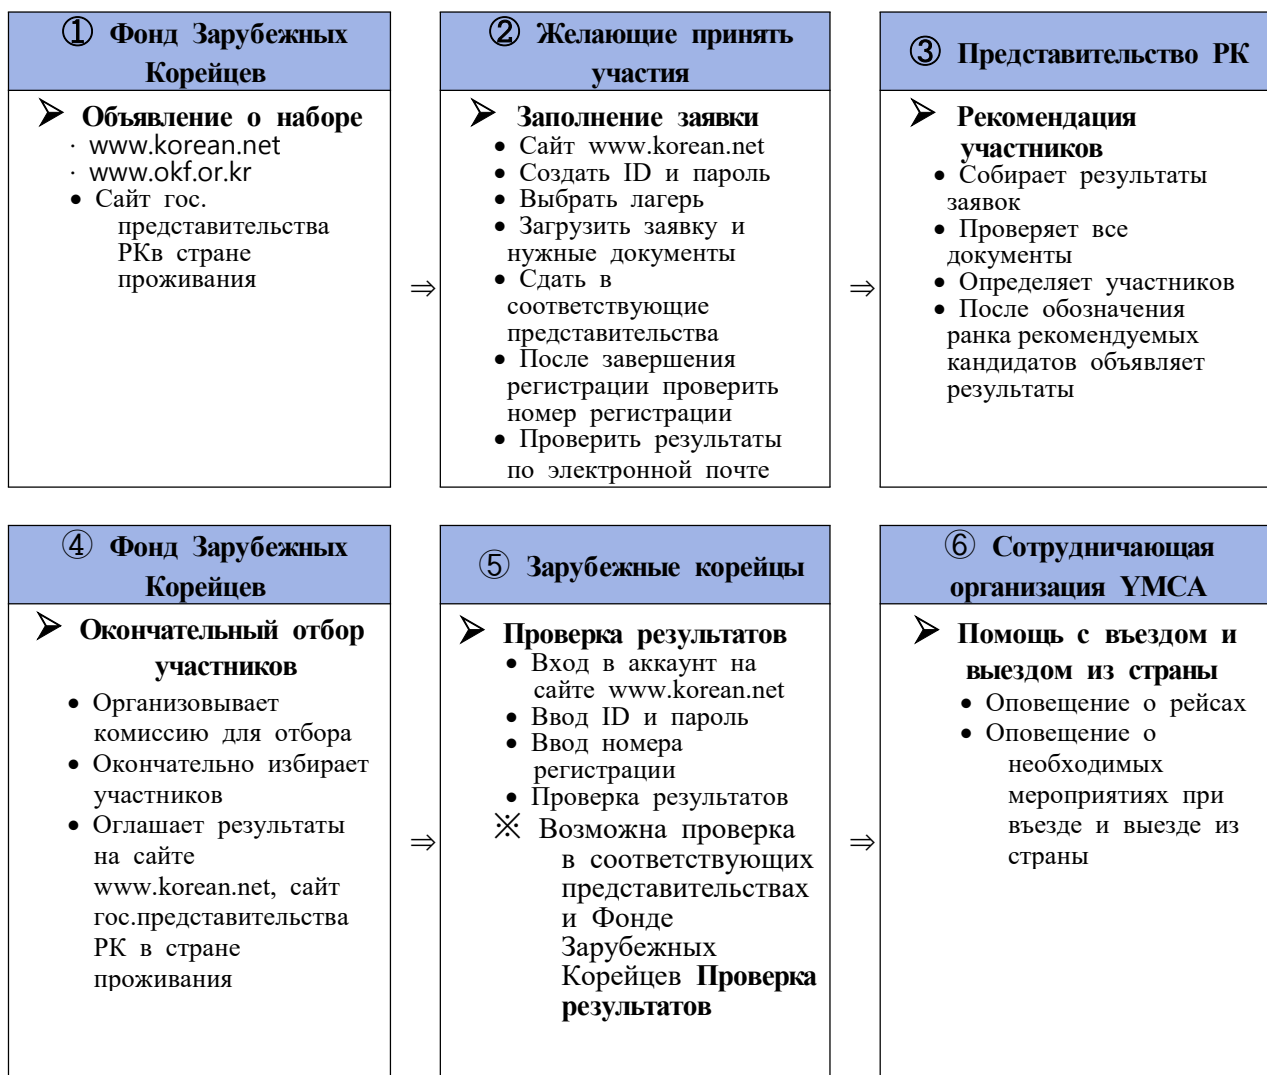 ① Фонд Зарубежных
Корейцев
➢ Объявление о наборе
· www.korean.net
· www.okf.or.kr
• Сайт гос.
представительства
РКв стране
проживания
⇒
② Желающие принять
участия
➢ Заполнение заявки
• Сайт www.korean.net
• Создать ID и пароль
• Выбрать лагерь
• Загрузить заявку и
нужные документы
• Сдать в
соответствующие
представительства
• После завершения
регистрации проверить
номер регистрации
• Проверить результаты
по электронной почте
⇒
③ Представительство РК
➢ Рекомендация
участников
• Собирает результаты
заявок
• Проверяет все
документы
• Определяет участников
• После обозначения
ранка рекомендуемых
кандидатов объявляет
результаты
④ Фонд Зарубежных
Корейцев
➢ Окончательный отбор
участников
• Организовывает
комиссию для отбора
• Окончательно избирает
участников
• Оглашает результаты
на сайте
www.korean.net, сайт
гос.представительства
РК в стране
проживания
⇒
⑤ Зарубежные корейцы
➢ Проверка результатов
• Вход в аккаунт на
сайте www.korean.net
• Ввод ID и пароль
• Ввод номера
регистрации
• Проверка результатов
※ Возможна проверка
в соответствующих
представительствах
и Фонде
Зарубежных
Корейцев Проверка
результатов
⇒
⑥ Сотрудничающая
организация YMCA
➢ Помощь с въездом и
выездом из страны
• Оповещение о рейсах
• Оповещение о
необходимых
мероприятиях при
въезде и выезде из
страны